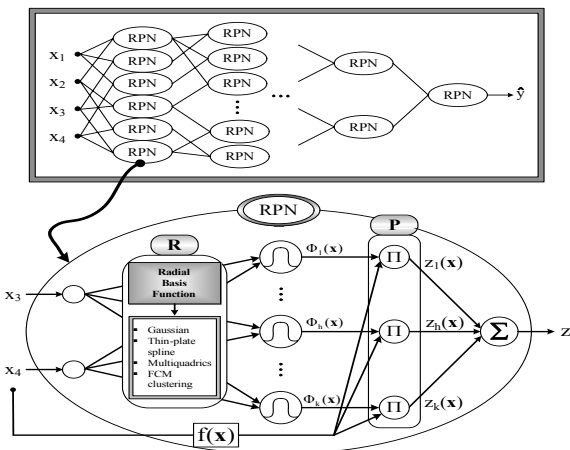 x1
x2
x3
x4
RPN
RPN
RPN
RPN
RPN
RPN
RPN
RPN
RPN
RPN
RPN
...
...
RPN
RPN
RPN
ŷ
RPN
R
P
Radial
Basis
Function
Gaussian
Thin-plate
spline
Multiquadrics
FCM
clustering
x3
x4
Φ1(x)
...
Φh(x)
...
Φk(x)
Π
Π
Π
z1(x)
zh(x)
zk(x)
Σ
z
f(x)